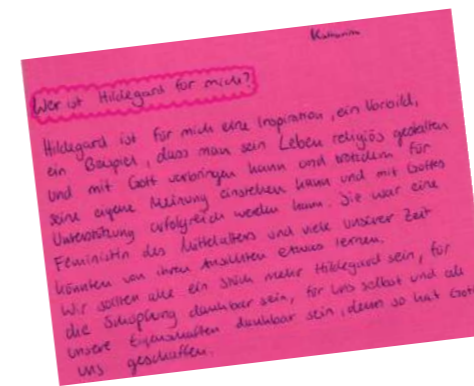 Katharina
Wer ist Hildegard für mich?
Hildegard ist für mich eine Inspiration, ein Vorbild,
ein Beispiel, dass man sein Leben religiös gestalten
und mit Gott verbringen kann und trotzdem für
seine eigene Meinung einstehen kann und mit Gottes
Unterstützung erfolgreich werden kann. Sie war eine
Feministin des Mittelalters und viele unserer Zeit
könnten von ihren Ansichten etwas lernen.
Wir sollten alle ein Stück mehr Hildegard sein, für
die Schöpfung dankbar sein, für uns selbst und all
unsere Eigenschaften dankbar sein, denn so hat Gott
uns geschaffen.